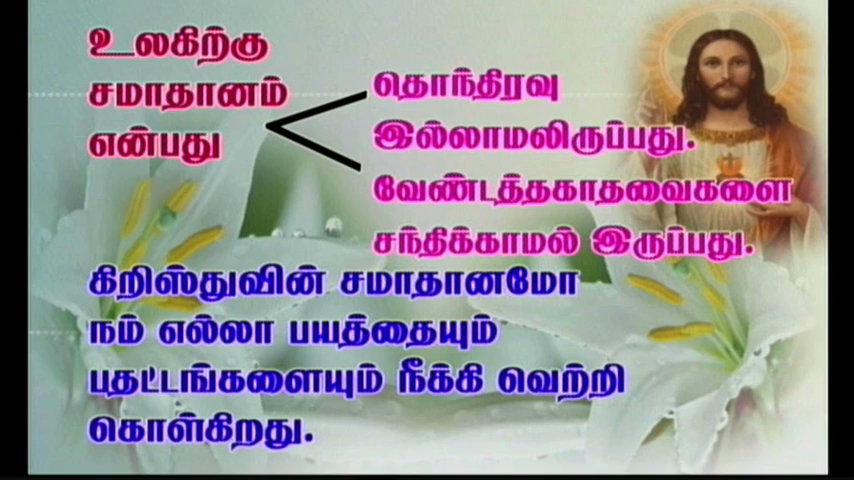 உலகிற்கு
சமாதானம்
என்பது
தொந்திரவு
இல்லாமலிருப்பது.
வேண்டத்தகாதவைகளை
சந்திக்காமல் இருப்பது.
கிறிஸ்துவின் சமாதானமோ
நம் எல்லா பயத்தையும்
புதட்டங்களையும் நீக்கி வெற்றி
கொள்கிறது.